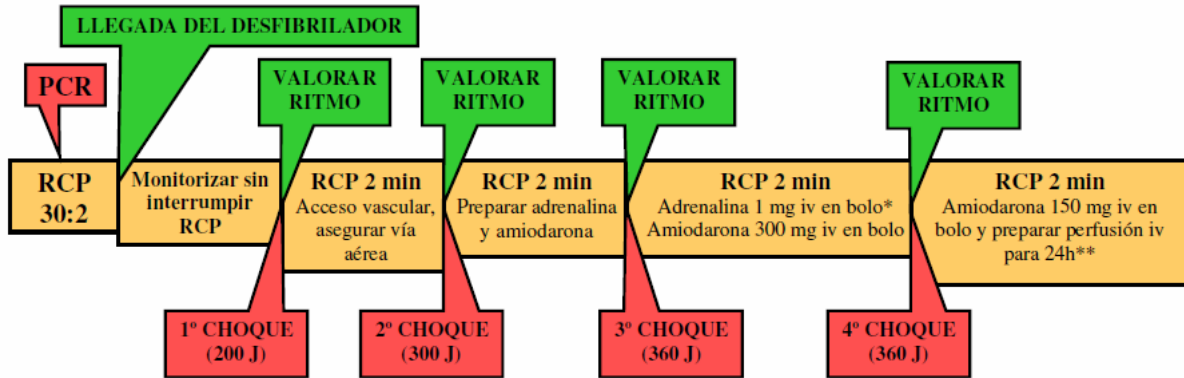 LLEGADA DEL DESFIBRILADOR
PCR
VALORAR
RITMO
VALORAR
RITMO
VALORAR
RITMO
VALORAR
RITMO
RCP
30:2
Monitorizar sin
interrumpir
RCP
RCP 2 min
Acceso vascular,
asegurar vía
aérea
RCP 2 min
Preparar adrenalina
y amiodarona
RCP 2 min
Adrenalina 1 mg iv en bolo*
Amiodarona 300 mg iv en bolo
RCP 2 min
Amiodarona 150 mg iv en
bolo y preparar perfusión iv
para 24h**
1º CHOQUE
(200 J)
2º CHOQUE
(300 J)
3º CHOQUE
(360 J)
4º CHOQUE
(360 J)